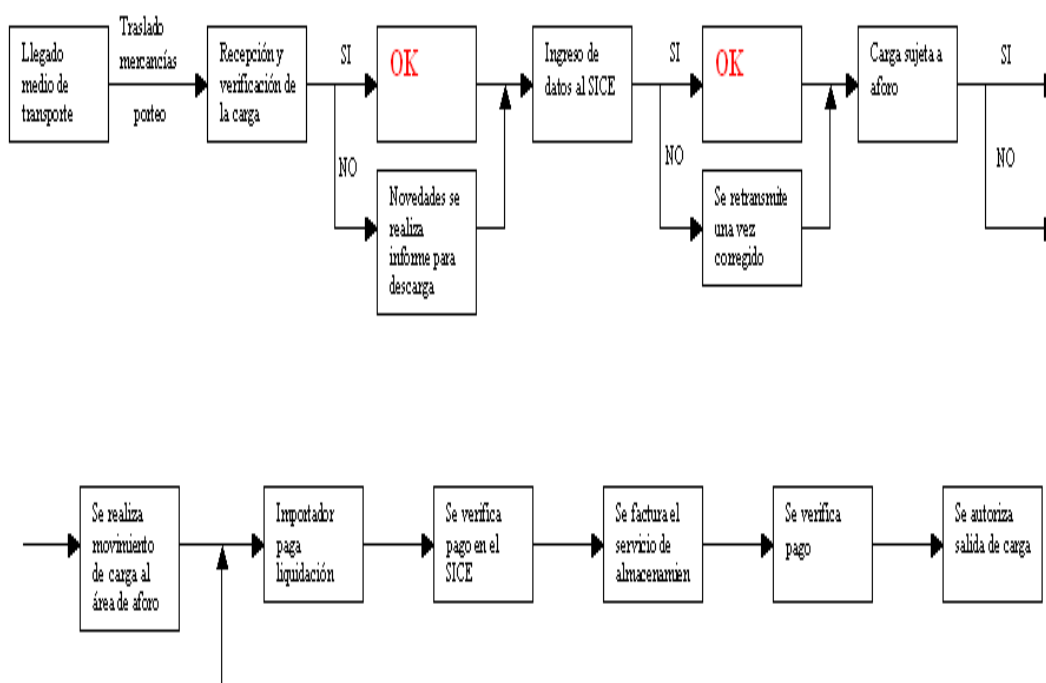 Llegado
medio de
transporte
Traslado
mercancías
porteo
Recepción y
verificación de
la carga
SI
NO
OK
Novedades se
realiza
informe para
descarga
Ingreso de
datos al SICE
SI
NO
OK
Se retransmite
una vez
corregido
Carga sujeta a
aforo
SI
NO
Se realiza
movimiento
de carga al
área de aforo
Importador
paga
liquidación
Se verifica
pago en el
SICE
Se factura el
servicio de
almacenamien
Se verifica
pago
Se autoriza
salida de carga